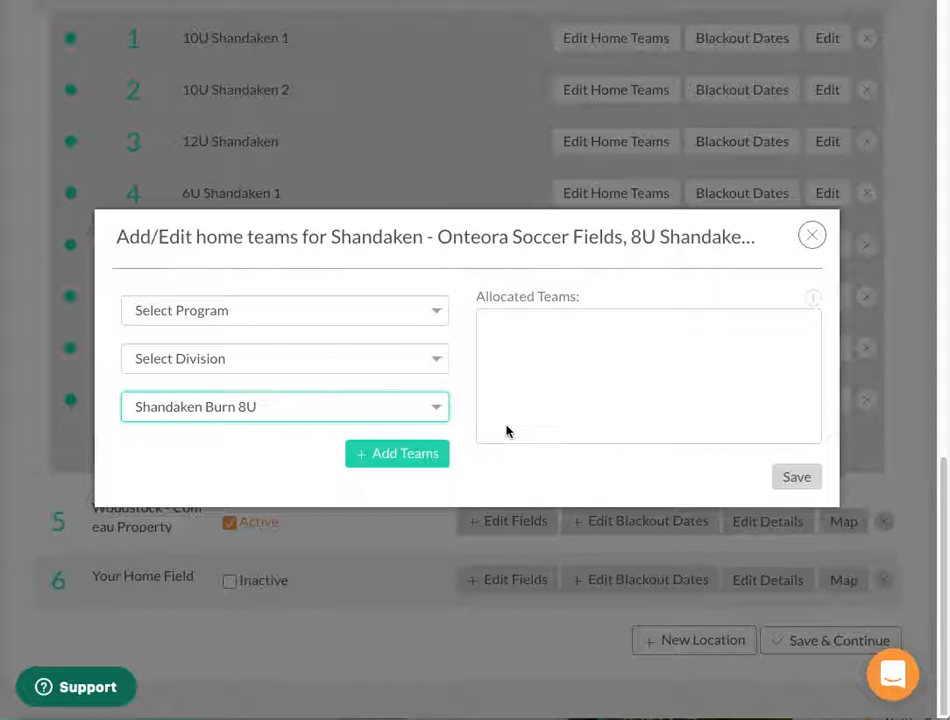 1 10U Shandaken 1 Edit Home Teams Blackout Dates Edit
2 10U Shandaken 2 Edit Home Teams Blackout Dates Edit
3 12U Shandaken Edit Home Teams Blackout Dates Edit
4 6U Shandaken 1 Edit Home Teams Blackout Dates Edit
Add/Edit home teams for Shandaken - Onteora Soccer Fields, 8U Shandake...
Select Program
Select Division
Shandaken Burn 8U
+ Add Teams
Allocated Teams:
Save
5 Woodstock - Com
eau Property
Active + Edit Fields + Edit Blackout Dates Edit Details Map
6 Your Home Field Inactive + Edit Fields + Edit Blackout Dates Edit Details Map
+ New Location Save & Continue
Support